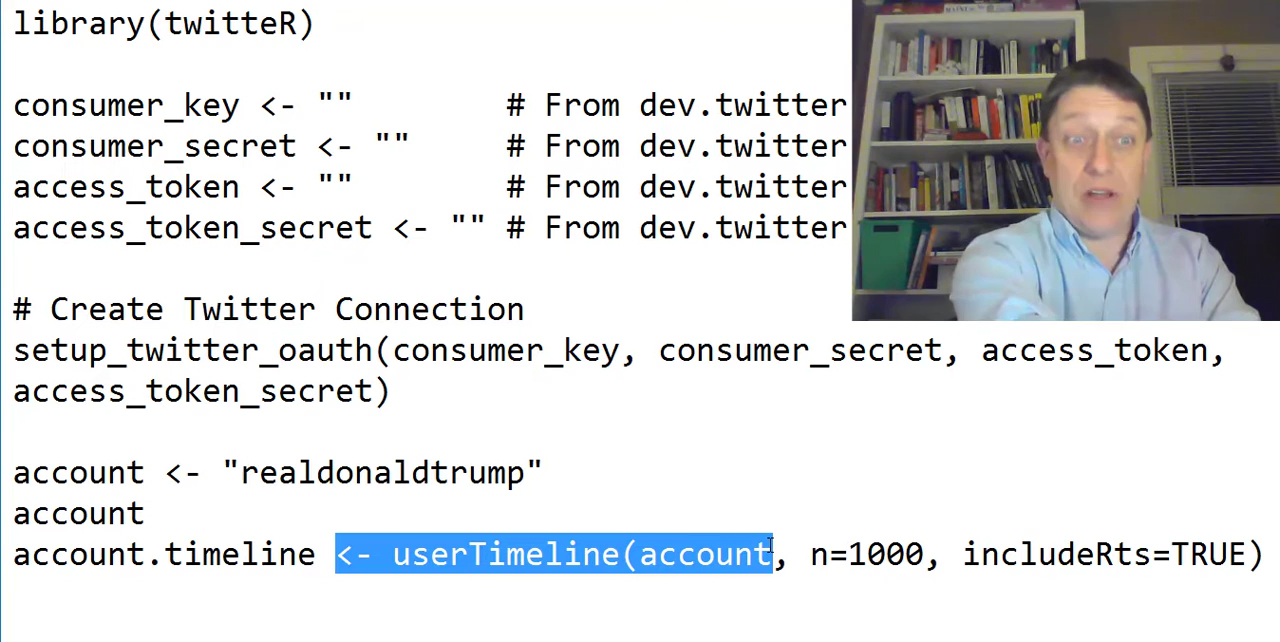 library(twitteR)
consumer_key <- "" # From dev.twitter
consumer_secret <- "" # From dev.twitter
access_token <- "" # From dev.twitter
access_token_secret <- "" # From dev.twitter
# Create Twitter Connection
setup_twitter_oauth(consumer_key, consumer_secret, access_token,
access_token_secret)
account <- "realdonaldtrump"
account
account.timeline <- userTimeline(account, n=1000, includeRts=TRUE)